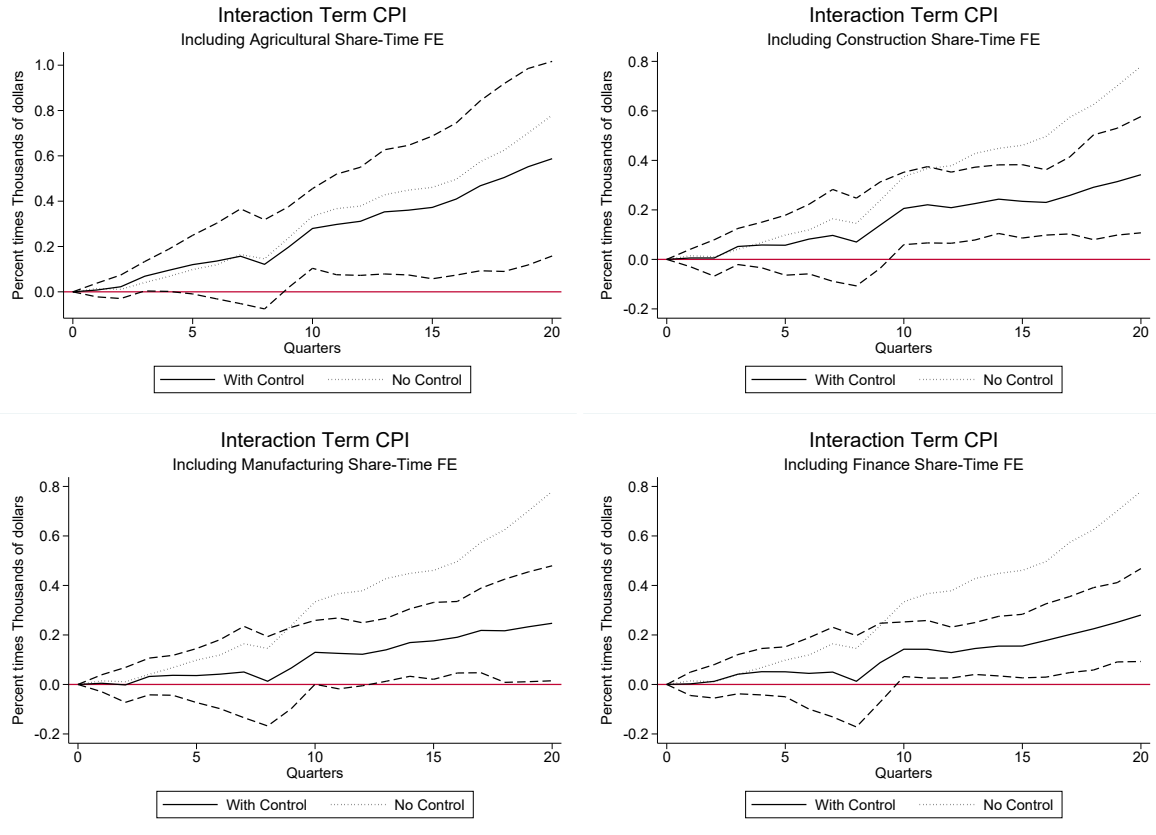 Interaction Term CPI
Including Agricultural Share-Time FE
Percent times Thousands of dollars
1.0
0.8
0.6
0.4
0.2
0.0
0 5 10 15 20
Quarters
With Control No Control
Interaction Term CPI
Including Construction Share-Time FE
Percent times Thousands of dollars
0.8
0.6
0.4
0.2
0.0
-0.2
0 5 10 15 20
Quarters
With Control No Control
Interaction Term CPI
Including Manufacturing Share-Time FE
Percent times Thousands of dollars
0.8
0.6
0.4
0.2
0.0
-0.2
0 5 10 15 20
Quarters
With Control No Control
Interaction Term CPI
Including Finance Share-Time FE
Percent times Thousands of dollars
0.8
0.6
0.4
0.2
0.0
-0.2
0 5 10 15 20
Quarters
With Control No Control